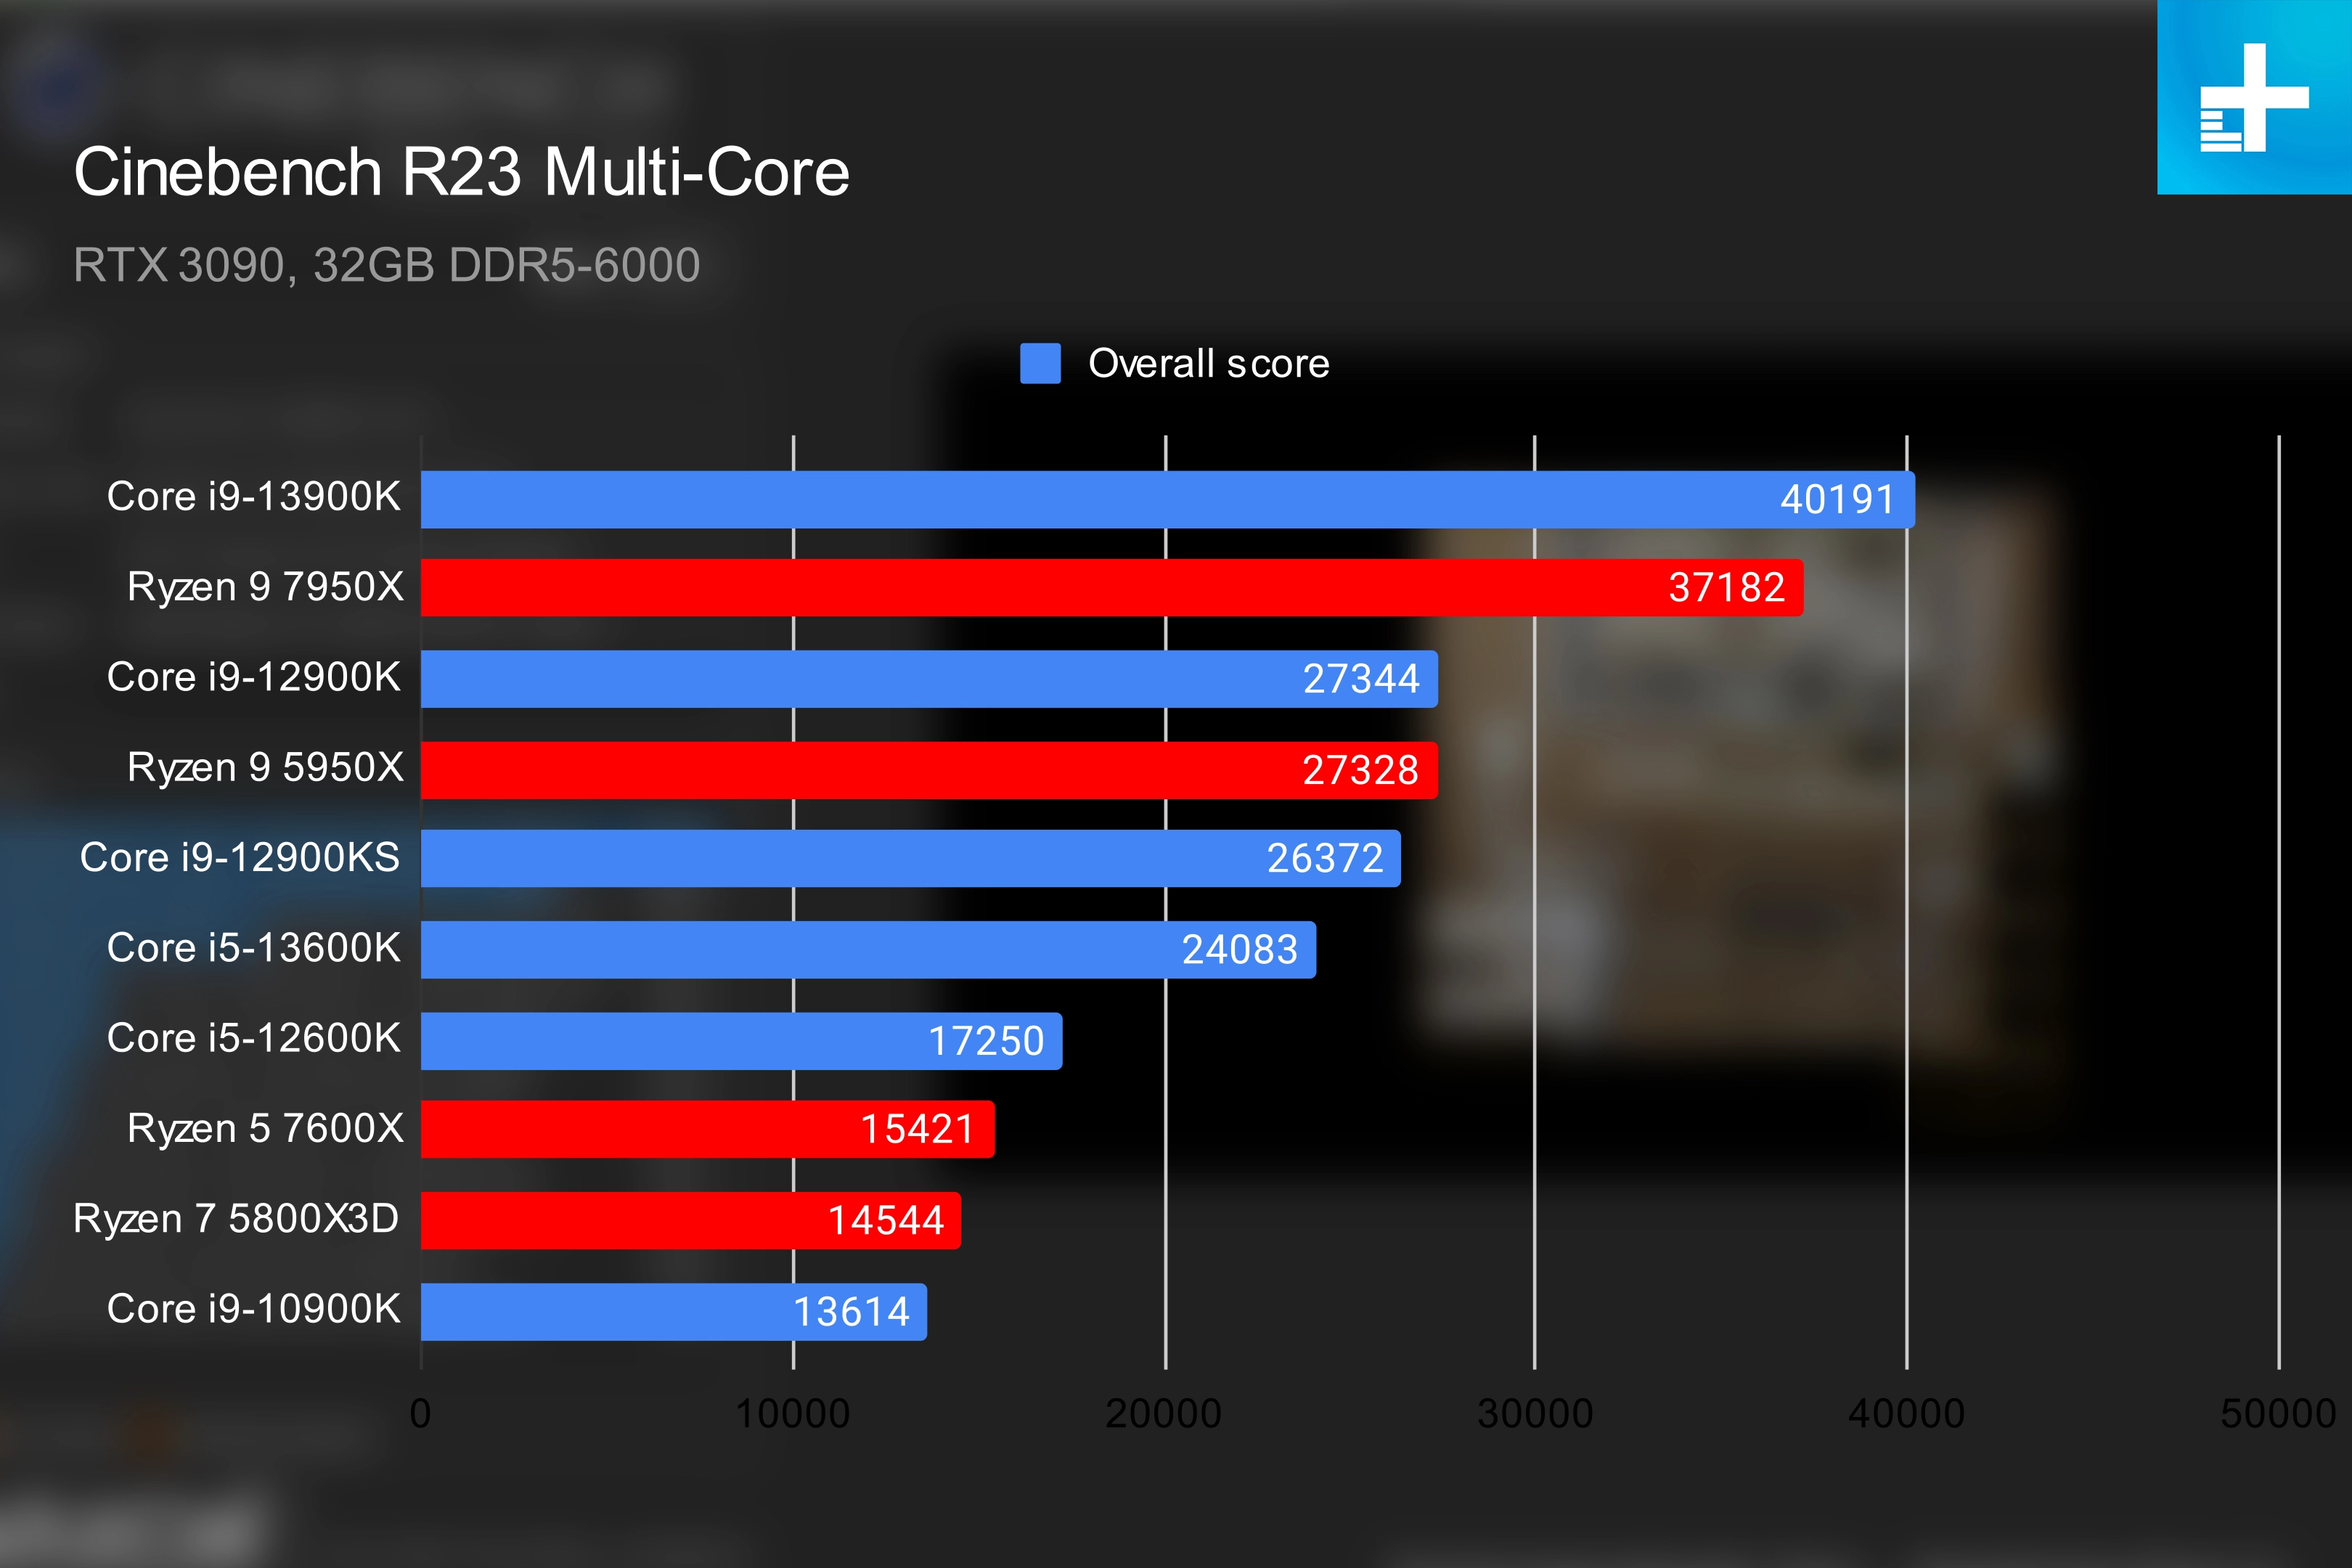 Cinebench R23 Multi-Core
RTX 3090, 32GB DDR5-6000
Overall score
Core i9-13900K 40191
Ryzen 9 7950X 37182
Core i9-12900K 27344
Ryzen 9 5950X 27328
Core i9-12900KS 26372
Core i5-13600K 24083
Core i5-12600K 17250
Ryzen 5 7600X 15421
Ryzen 7 5800X3D 14544
Core i9-10900K 13614
0 10000 20000 30000 40000 50000